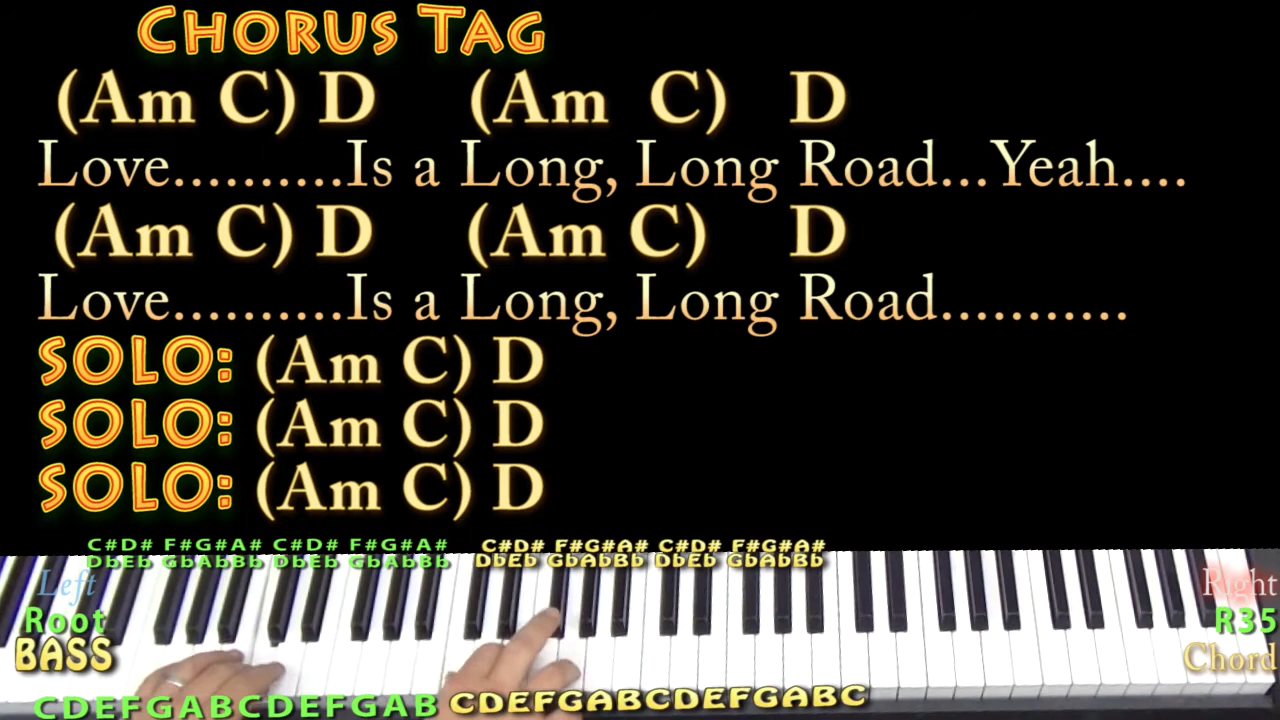 CHORUS TAG
(Am C) D (Am C) D
Love..........Is a Long, Long Road...Yeah....
(Am C) D (Am C) D
Love..........Is a Long, Long Road...........
SOLO: (Am C) D
SOLO: (Am C) D
SOLO: (Am C) D
C#D# F#G#A# C#D# F#G#A# C#D# F#G#A# C#D# F#G#A#
DbEb GbAbBb DbEb GbAbBb DbEb GbAbBb DbEb GbAbBb
Left Right
Root R35
BASS Chord
CDEFGABCDEFGAB CDEFGABCDEFGABC